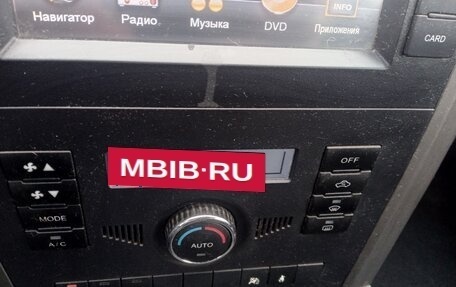 INFO
Навигатор Радио Музыка DVD Приложения
CARD
MBIB·RU
OFF
MODE
AUTO
A/C